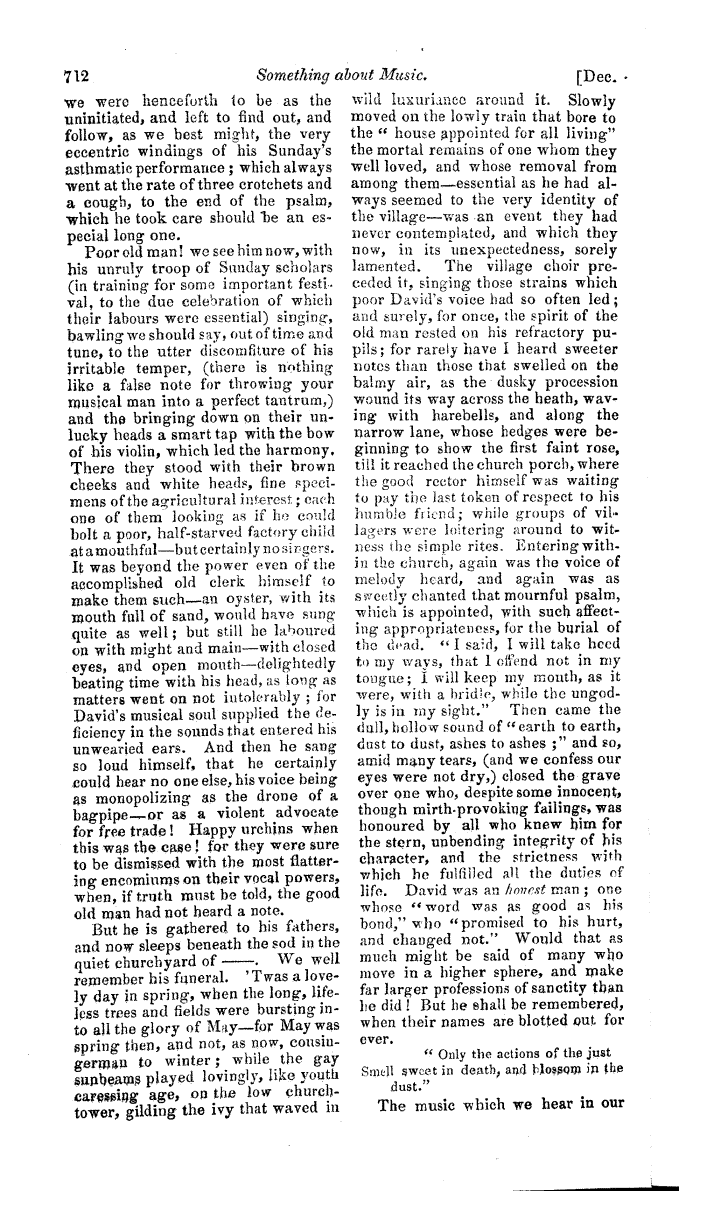 712 Something about Music. [Dec.
we were henceforth to be as the
uninitiated, and left to find out, and
follow, as we best might, the very
eccentric windings of his Sunday's
asthmatic performance ; which always
went at the rate of three crotchets and
a cough, to the end of the psalm,
which he took care should be an es-
pecial long one.
Poor old man! we see him now, with
his unruly troop of Sunday scholars
(in training for some important festi-
val, to the due celebration of which
their labours were essential) singing,
bawling we should say, out of time and
tune, to the utter discomfiture of his
irritable temper, (there is nothing
like a false note for throwing your
musical man into a perfect tantrum,)
and the bringing down on their un-
lucky heads a smart tap with the bow
of his violin, which led the harmony.
There they stood with their brown
cheeks and white heads, fine speci-
mens of the agricultural interest ; each
one of them looking as if he could
bolt a poor, half-starved factory child
at a mouthful—but certainly no singers.
It was beyond the power even of the
accomplished old clerk himself to
make them such—an oyster, with its
mouth full of sand, would have sung
quite as well ; but still he laboured
on with might and main—with closed
eyes, and open mouth—delightedly
beating time with his head, as long as
matters went on not intolerably ; for
David's musical soul supplied the de-
ficiency in the sounds that entered his
unwearied ears. And then he sang
so loud himself, that he certainly
could hear no one else, his voice being
as monopolizing as the drone of a
bagpipe—or as a violent advocate
for free trade! Happy urchins when
this was the case! for they were sure
to be dismissed with the most flatter-
ing encomiums on their vocal powers,
when, if truth must be told, the good
old man had not heard a note.
But he is gathered to his fathers,
and now sleeps beneath the sod in the
quiet churchyard of ——. We well
remember his funeral. 'Twas a love-
ly day in spring, when the long, life-
less trees and fields were bursting in-
to all the glory of May—for May was
spring then, and not, as now, cousin-
german to winter ; while the gay
sunbeams played lovingly, like youth
caressing age, on the low church-
tower, gilding the ivy that waved in
wild luxuriance around it. Slowly
moved on the lowly train that bore to
the " house appointed for all living"
the mortal remains of one whom they
well loved, and whose removal from
among them—essential as he had al-
ways seemed to the very identity of
the village—was an event they had
never contemplated, and which they
now, in its unexpectedness, sorely
lamented. The village choir pre-
ceded it, singing those strains which
poor David's voice had so often led ;
and surely, for once, the spirit of the
old man rested on his refractory pu-
pils ; for rarely have I heard sweeter
notes than those that swelled on the
balmy air, as the dusky procession
wound its way across the heath, wav-
ing with harebells, and along the
narrow lane, whose hedges were be-
ginning to show the first faint rose,
till it reached the church porch, where
the good rector himself was waiting
to pay the last token of respect to his
humble friend; while groups of vil-
lagers were loitering around to wit-
ness the simple rites. Entering with-
in the church, again was the voice of
melody heard, and again was as
sweetly chanted that mournful psalm,
which is appointed, with such affect-
ing appropriateness, for the burial of
the dead. " I said, I will take heed
to my ways, that I offend not in my
tongue ; I will keep my mouth, as it
were, with a bridle, while the ungod-
ly is in my sight." Then came the
dull, hollow sound of " earth to earth,
dust to dust, ashes to ashes ;" and so,
amid many tears, (and we confess our
eyes were not dry,) closed the grave
over one who, despite some innocent,
though mirth-provoking failings, was
honoured by all who knew him for
the stern, unbending integrity of his
character, and the strictness with
which he fulfilled all the duties of
life. David was an honest man ; one
whose " word was as good as his
bond," who " promised to his hurt,
and changed not." Would that as
much might be said of many who
move in a higher sphere, and make
far larger professions of sanctity than
he did! But he shall be remembered,
when their names are blotted out for
ever.
" Only the actions of the just
Smell sweet in death, and blossom in the
dust."
The music which we hear in our